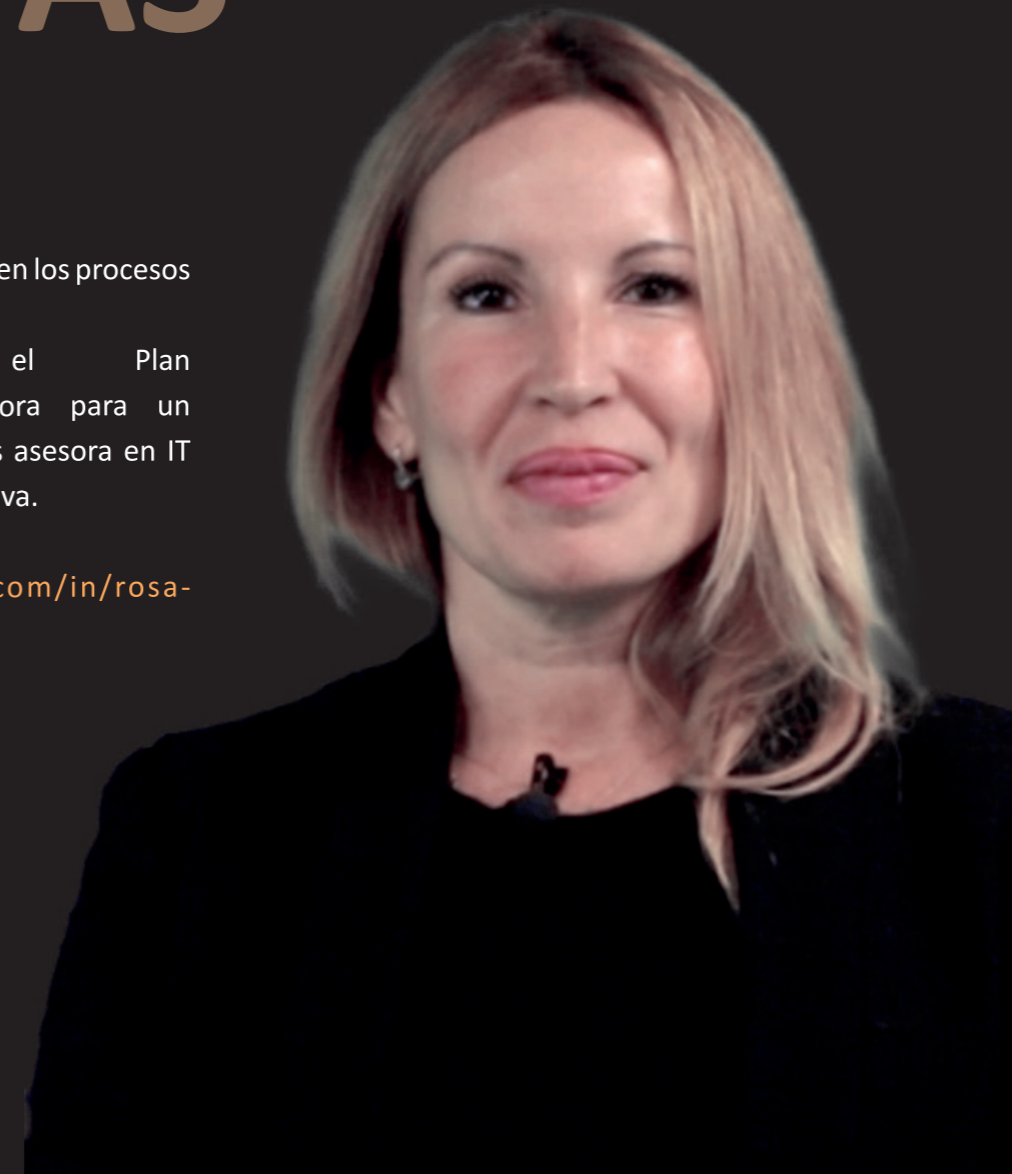 AS
en los procesos
el Plan
ora para un
s asesora en IT
va.
com/in/rosa-